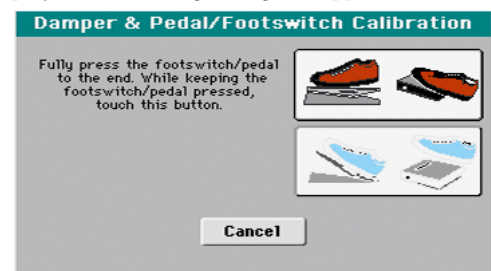 Damper & Pedal/Footswitch Calibration
Fully press the footswitch/pedal
to the end. While keeping the
footswitch/pedal pressed,
touch this button.
Cancel